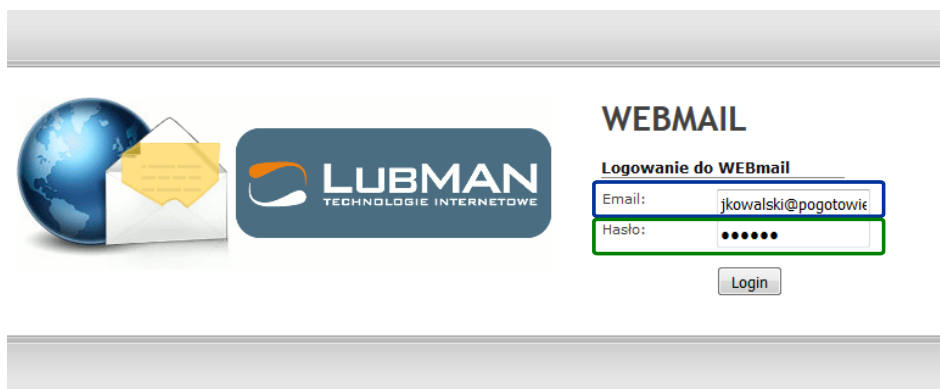 LUBMAN
TECHNOLOGIE INTERNETOWE
WEBMAIL
Logowanie do WEBmail
Email: jkowalski@pogotowie
Hasło: ••••••
Login